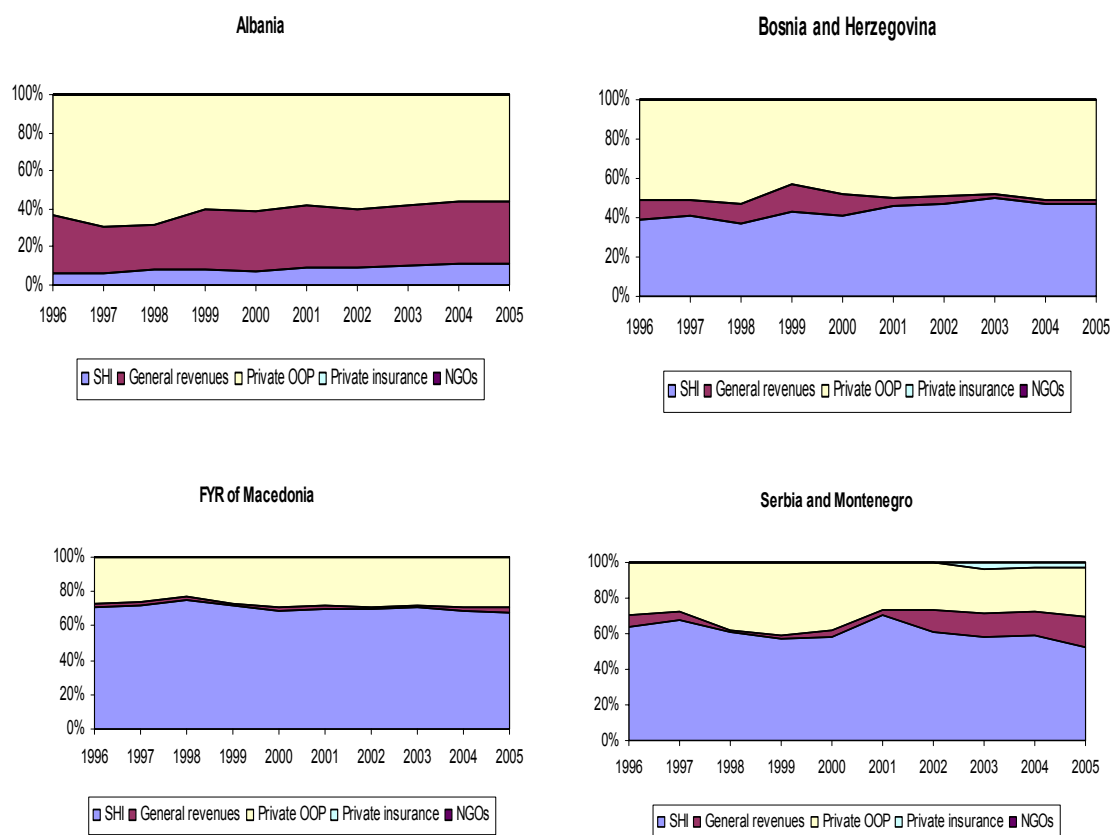 Albania
100%
80%
60%
40%
20%
0%
1996 1997 1998 1999 2000 2001 2002 2003 2004 2005
SHI General revenues Private OOP Private insurance NGOs
Bosnia and Herzegovina
100%
80%
60%
40%
20%
0%
1996 1997 1998 1999 2000 2001 2002 2003 2004 2005
SHI General revenues Private OOP Private insurance NGOs
FYR of Macedonia
100%
80%
60%
40%
20%
0%
1996 1997 1998 1999 2000 2001 2002 2003 2004 2005
SHI General revenues Private OOP Private insurance NGOs
Serbia and Montenegro
100%
80%
60%
40%
20%
0%
1996 1997 1998 1999 2000 2001 2002 2003 2004 2005
SHI General revenues Private OOP Private insurance NGOs